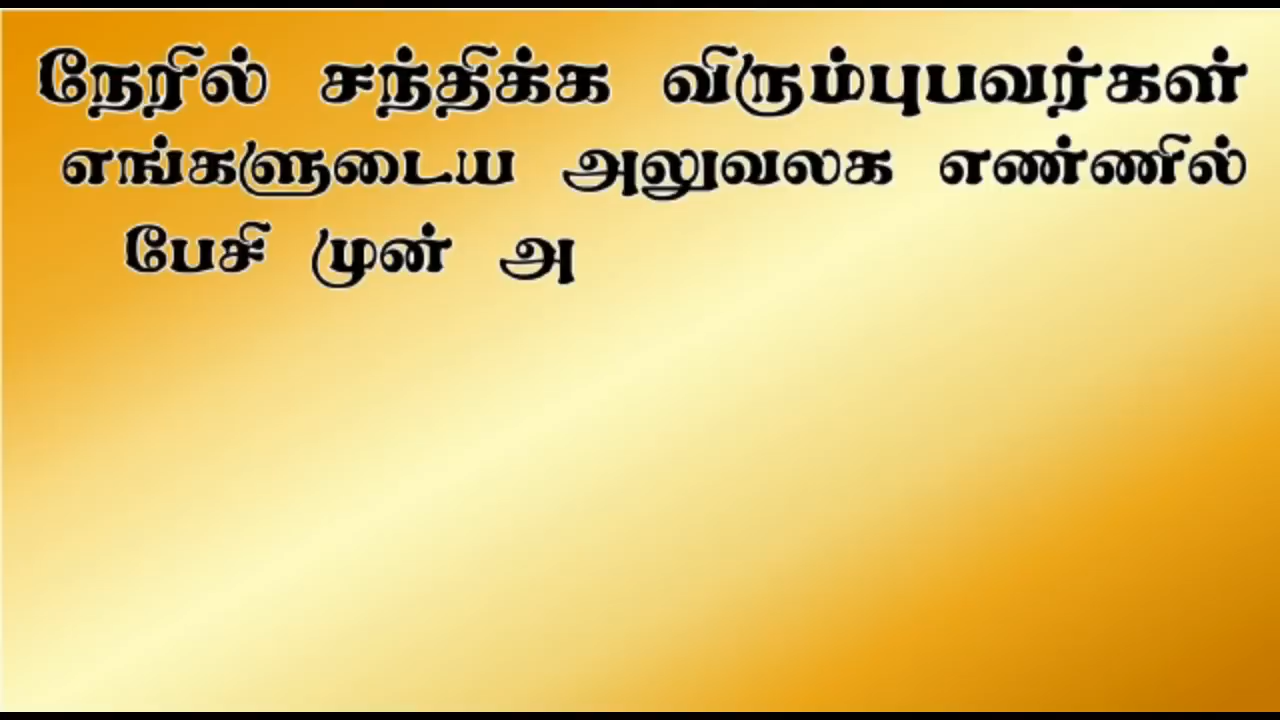 நேரில் சந்திக்க விரும்புபவர்கள்
எங்களுடைய அலுவலக எண்ணில்
பேசி முன் அ